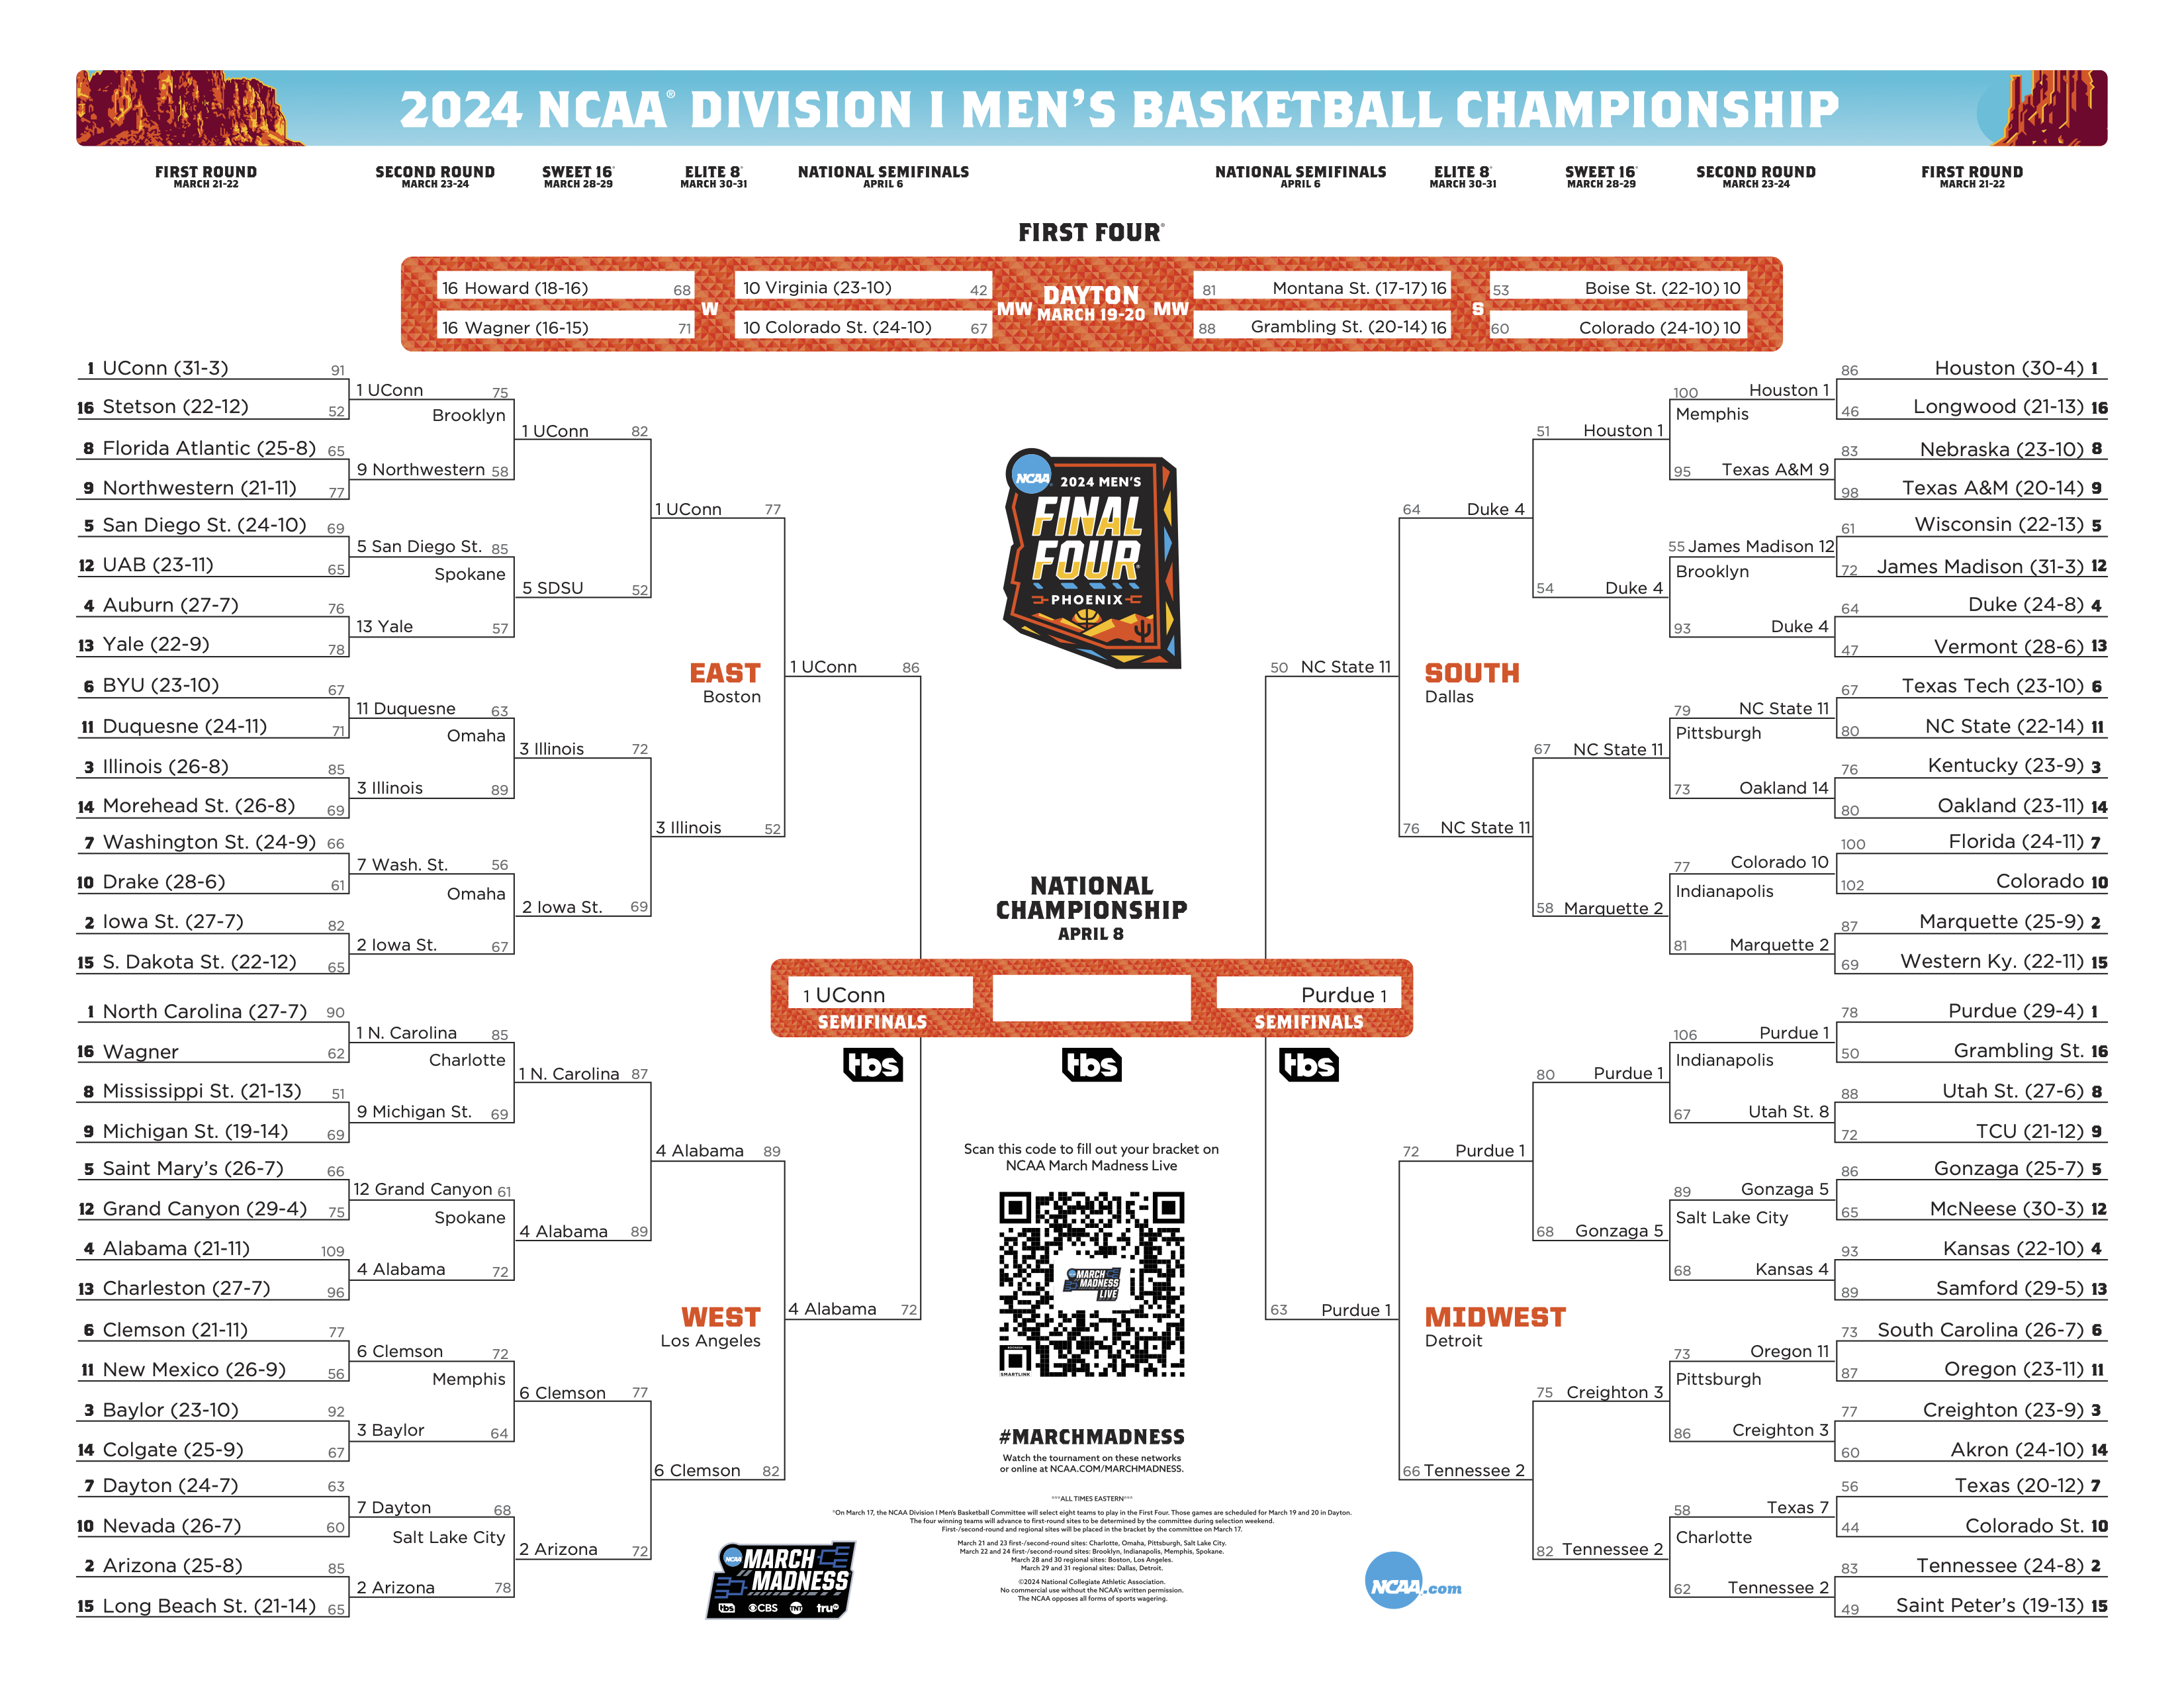 2024 NCAA® DIVISION I MEN'S BASKETBALL CHAMPIONSHIP
FIRST ROUND
MARCH 21-22
SECOND ROUND
MARCH 23-24
SWEET 16®
MARCH 28-29
ELITE 8®
MARCH 30-31
NATIONAL SEMIFINALS
APRIL 6
NATIONAL SEMIFINALS
APRIL 6
ELITE 8®
MARCH 30-31
SWEET 16®
MARCH 28-29
SECOND ROUND
MARCH 23-24
FIRST ROUND
MARCH 21-22
FIRST FOUR®
16 Howard (18-16) 68
16 Wagner (16-15) 71
W
10 Virginia (23-10) 42
10 Colorado St. (24-10) 67
MW
DAYTON
MARCH 19-20
MW
81 Montana St. (17-17) 16
88 Grambling St. (20-14) 16
S
53 Boise St. (22-10) 10
60 Colorado (24-10) 10
1 UConn (31-3) 91
16 Stetson (22-12) 52
8 Florida Atlantic (25-8) 65
9 Northwestern (21-11) 77
5 San Diego St. (24-10) 69
12 UAB (23-11) 65
4 Auburn (27-7) 76
13 Yale (22-9) 78
6 BYU (23-10) 67
11 Duquesne (24-11) 71
3 Illinois (26-8) 85
14 Morehead St. (26-8) 69
7 Washington St. (24-9) 66
10 Drake (28-6) 61
2 Iowa St. (27-7) 82
15 S. Dakota St. (22-12) 65
1 UConn 75
Brooklyn
9 Northwestern 58
5 San Diego St. 85
Spokane
13 Yale 57
11 Duquesne 63
Omaha
3 Illinois 89
7 Wash. St. 56
Omaha
2 Iowa St. 67
1 UConn 82
5 SDSU 52
3 Illinois 72
2 Iowa St. 69
1 UConn 77
3 Illinois 52
EAST
Boston
1 UConn 86
1 North Carolina (27-7) 90
16 Wagner 62
8 Mississippi St. (21-13) 51
9 Michigan St. (19-14) 69
5 Saint Mary's (26-7) 66
12 Grand Canyon (29-4) 75
4 Alabama (21-11) 109
13 Charleston (27-7) 96
6 Clemson (21-11) 77
11 New Mexico (26-9) 56
3 Baylor (23-10) 92
14 Colgate (25-9) 67
7 Dayton (24-7) 63
10 Nevada (26-7) 60
2 Arizona (25-8) 85
15 Long Beach St. (21-14) 65
1 N. Carolina 85
Charlotte
9 Michigan St. 69
12 Grand Canyon 61
Spokane
4 Alabama 72
6 Clemson 72
Memphis
3 Baylor 64
7 Dayton 68
Salt Lake City
2 Arizona 78
1 N. Carolina 87
4 Alabama 89
6 Clemson 77
2 Arizona 72
4 Alabama 89
6 Clemson 82
WEST
Los Angeles
4 Alabama 72
NCAA
2024 MEN'S
FINAL
FOUR®
PHOENIX
NATIONAL
CHAMPIONSHIP
APRIL 8
1 UConn
SEMIFINALS
Purdue 1
SEMIFINALS
tbs
tbs
tbs
Scan this code to fill out your bracket on
NCAA March Madness Live
NCAA MARCH
MADNESS
LIVE
SMARTLINK
#MARCHMADNESS
Watch the tournament on these networks
or online at NCAA.COM/MARCHMADNESS.
***ALL TIMES EASTERN***
*On March 17, the NCAA Division I Men's Basketball Committee will select eight teams to play in the First Four. Those games are scheduled for March 19 and 20 in Dayton.
The four winning teams will advance to first-round sites to be determined by the committee during selection weekend.
First-/second-round and regional sites will be placed in the bracket by the committee on March 17.
March 21 and 23 first-/second-round sites: Charlotte, Omaha, Pittsburgh, Salt Lake City.
March 22 and 24 first-/second-round sites: Brooklyn, Indianapolis, Memphis, Spokane.
March 28 and 30 regional sites: Boston, Los Angeles.
March 29 and 31 regional sites: Dallas, Detroit.
©2024 National Collegiate Athletic Association.
No commercial use without the NCAA's written permission.
The NCAA opposes all forms of sports wagering.
NCAA MARCH
MADNESS
tbs CBS TNT truTV
NCAA.com
86 Houston (30-4) 1
46 Longwood (21-13) 16
83 Nebraska (23-10) 8
98 Texas A&M (20-14) 9
61 Wisconsin (22-13) 5
72 James Madison (31-3) 12
64 Duke (24-8) 4
47 Vermont (28-6) 13
67 Texas Tech (23-10) 6
80 NC State (22-14) 11
76 Kentucky (23-9) 3
80 Oakland (23-11) 14
100 Florida (24-11) 7
102 Colorado 10
87 Marquette (25-9) 2
69 Western Ky. (22-11) 15
100 Houston 1
Memphis
95 Texas A&M 9
55 James Madison 12
Brooklyn
93 Duke 4
79 NC State 11
Pittsburgh
73 Oakland 14
77 Colorado 10
Indianapolis
81 Marquette 2
51 Houston 1
54 Duke 4
67 NC State 11
58 Marquette 2
64 Duke 4
76 NC State 11
SOUTH
Dallas
50 NC State 11
78 Purdue (29-4) 1
50 Grambling St. 16
88 Utah St. (27-6) 8
72 TCU (21-12) 9
86 Gonzaga (25-7) 5
65 McNeese (30-3) 12
93 Kansas (22-10) 4
89 Samford (29-5) 13
73 South Carolina (26-7) 6
87 Oregon (23-11) 11
77 Creighton (23-9) 3
60 Akron (24-10) 14
56 Texas (20-12) 7
44 Colorado St. 10
83 Tennessee (24-8) 2
49 Saint Peter's (19-13) 15
106 Purdue 1
Indianapolis
67 Utah St. 8
89 Gonzaga 5
Salt Lake City
68 Kansas 4
73 Oregon 11
Pittsburgh
86 Creighton 3
58 Texas 7
Charlotte
62 Tennessee 2
80 Purdue 1
68 Gonzaga 5
75 Creighton 3
82 Tennessee 2
72 Purdue 1
66 Tennessee 2
MIDWEST
Detroit
63 Purdue 1